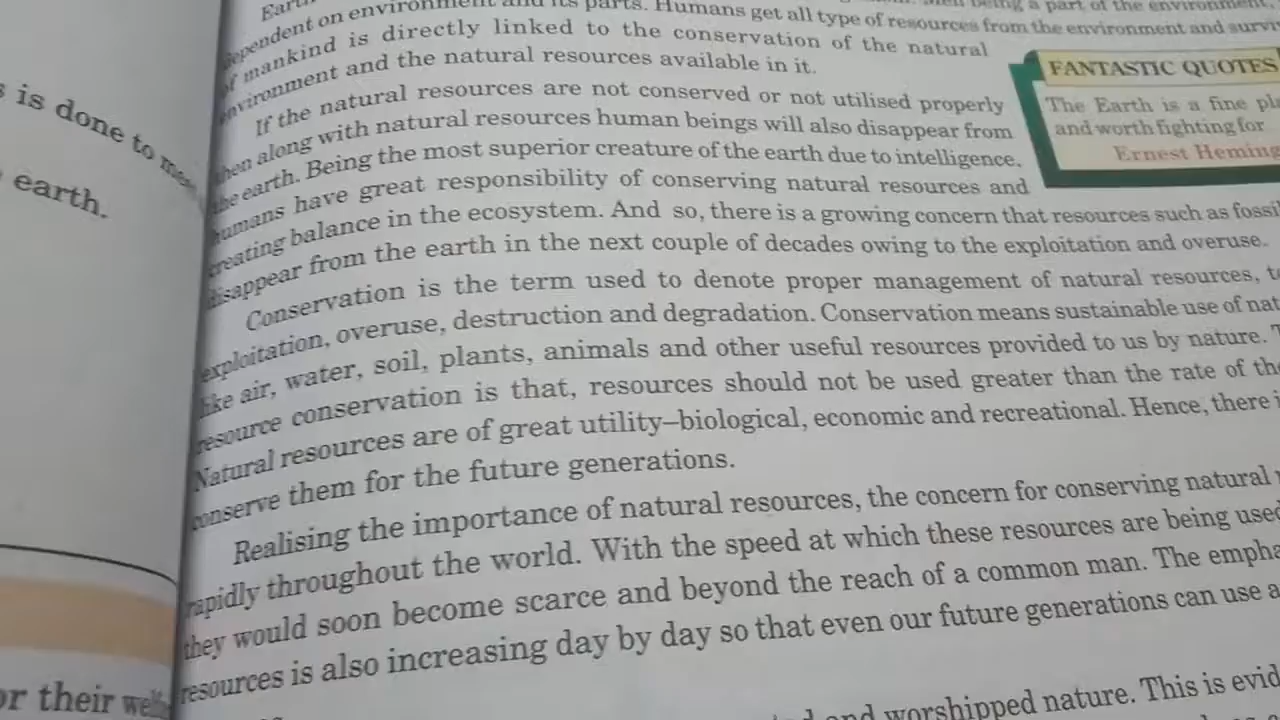 s is done to
earth.
or their
dependent on environment and its parts. Humans get all type of resources from the environment and
of mankind is directly linked to the conservation of the natural
environment and the natural resources available in it.
If the natural resources are not conserved or not utilised properly
then along with natural resources human beings will also disappear from
the earth. Being the most superior creature of the earth due to intelligence.
humans have great responsibility of conserving natural resources and
creating balance in the ecosystem. And so, there is a growing concern that resources such as
disappear from the earth in the next couple of decades owing to the exploitation and overuse.
Conservation is the term used to denote proper management of natural resources,
exploitation, overuse, destruction and degradation. Conservation means sustainable use of
like air, water, soil, plants, animals and other useful resources provided to us by nature.
resource conservation is that, resources should not be used greater than the rate of
Natural resources are of great utility–biological, economic and recreational. Hence, there
conserve them for the future generations.
Realising the importance of natural resources, the concern for conserving natural
rapidly throughout the world. With the speed at which these resources are being used
they would soon become scarce and beyond the reach of a common man. The
resources is also increasing day by day so that even our future generations can use
and worshipped nature. This is
FANTASTIC QUOTES
The Earth is a fine
and worth fighting for
Ernest